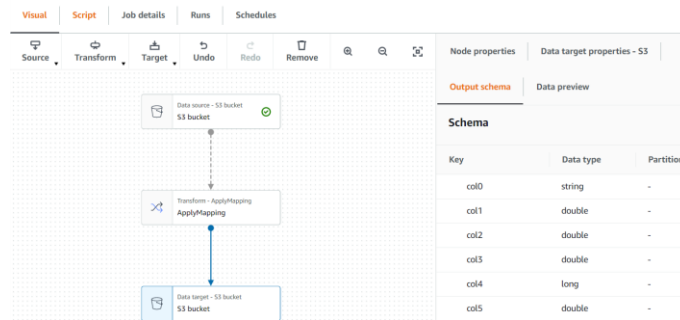 Visual Script Job details Runs Schedules
Source Transform Target Undo Redo Remove
Node properties Data target properties - S3
Output schema Data preview
Schema
Key Data type Partition
col0 string -
col1 double -
col2 double -
col3 double -
col4 long -
col5 double -
Data source - S3 bucket
S3 bucket
Transform - ApplyMapping
ApplyMapping
Data target - S3 bucket
S3 bucket